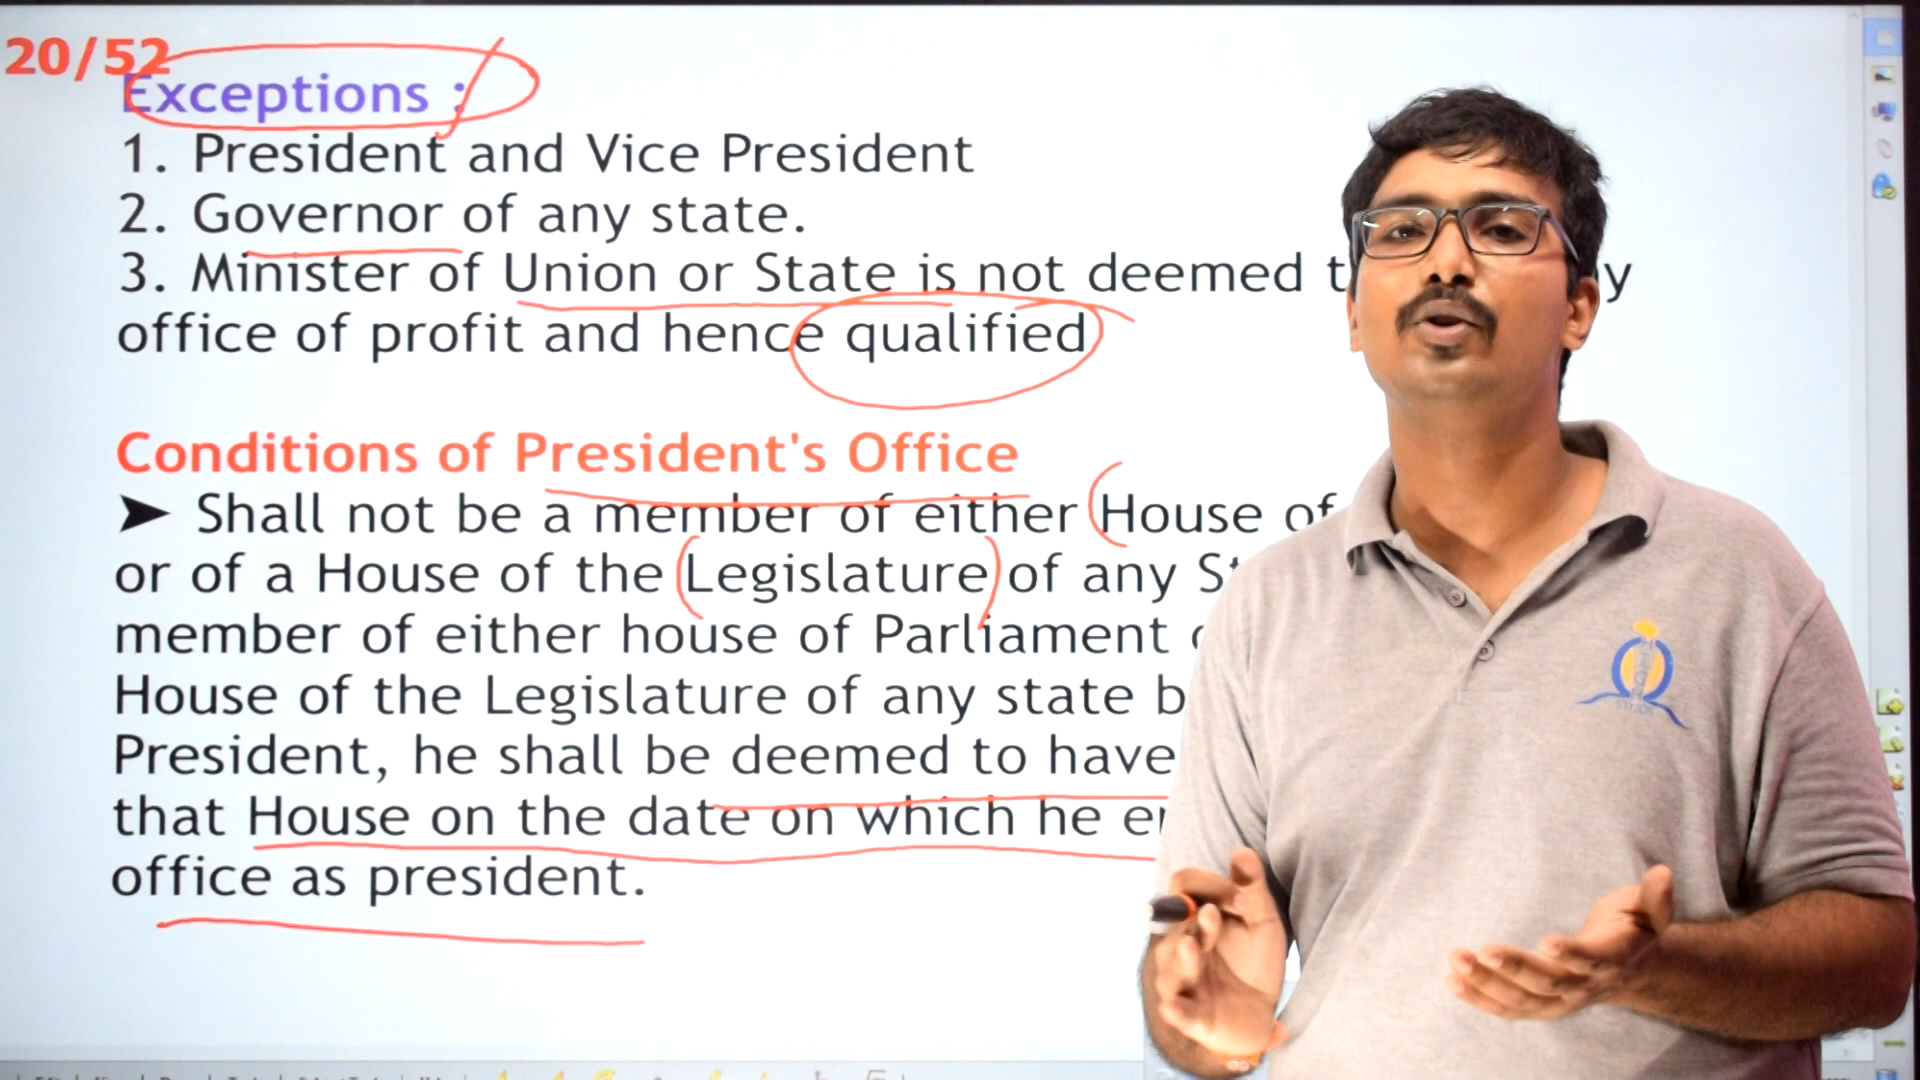 20/52
Exceptions :
1. President and Vice President
2. Governor of any state.
3. Minister of Union or State is not deemed
office of profit and hence qualified
Conditions of President's Office
➤ Shall not be a member of either House of
or of a House of the Legislature of any
member of either house of Parliament
House of the Legislature of any state
President, he shall be deemed to have
that House on the date on which he
office as president.